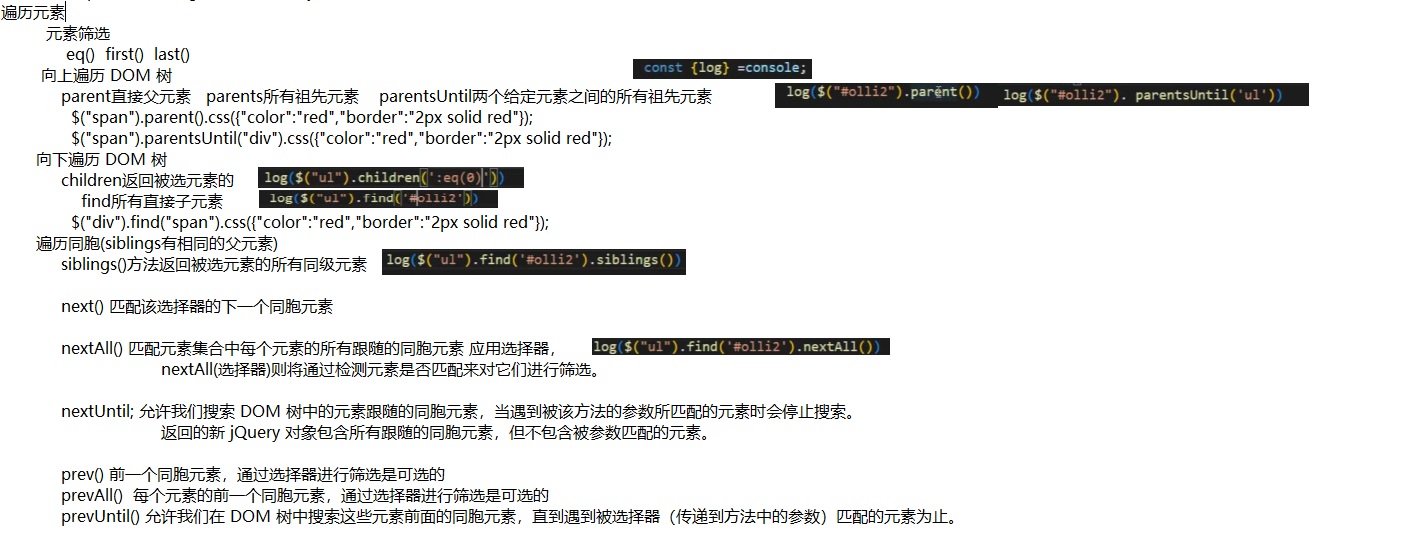 遍历元素
元素筛选
eq()  first()  last()
向上遍历 DOM 树
const {log} =console;
parent直接父元素   parents所有祖先元素    parentsUntil两个给定元素之间的所有祖先元素
log($("#olli2").parent())
log($("#olli2"). parentsUntil('ul'))
$("span").parent().css({"color":"red","border":"2px solid red"});
$("span").parentsUntil("div").css({"color":"red","border":"2px solid red"});
向下遍历 DOM 树
children返回被选元素的
log($("ul").children(':eq(0)'))
find所有直接子元素
log($("ul").find('#olli2'))
$("div").find("span").css({"color":"red","border":"2px solid red"});
遍历同胞(siblings有相同的父元素)
siblings()方法返回被选元素的所有同级元素
log($("ul").find('#olli2').siblings())
next() 匹配该选择器的下一个同胞元素
nextAll() 匹配元素集合中每个元素的所有跟随的同胞元素 应用选择器，
log($("ul").find('#olli2').nextAll())
nextAll(选择器)则将通过检测元素是否匹配来对它们进行筛选。
nextUntil; 允许我们搜索 DOM 树中的元素跟随的同胞元素，当遇到被该方法的参数所匹配的元素时会停止搜索。
返回的新 jQuery 对象包含所有跟随的同胞元素，但不包含被参数匹配的元素。
prev() 前一个同胞元素，通过选择器进行筛选是可选的
prevAll()  每个元素的前一个同胞元素，通过选择器进行筛选是可选的
prevUntil() 允许我们在 DOM 树中搜索这些元素前面的同胞元素，直到遇到被选择器（传递到方法中的参数）匹配的元素为止。